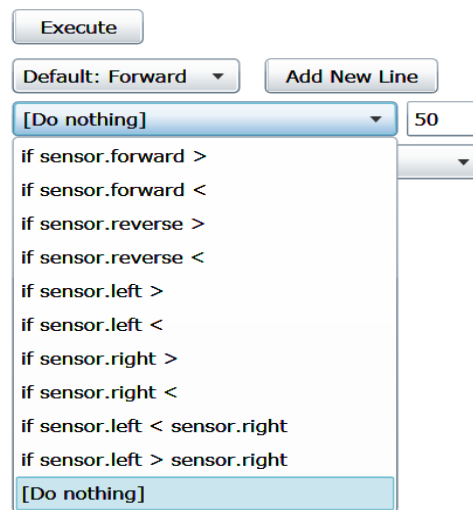 Execute
Default: Forward Add New Line
[Do nothing] 50
if sensor.forward >
if sensor.forward <
if sensor.reverse >
if sensor.reverse <
if sensor.left >
if sensor.left <
if sensor.right >
if sensor.right <
if sensor.left < sensor.right
if sensor.left > sensor.right
[Do nothing]